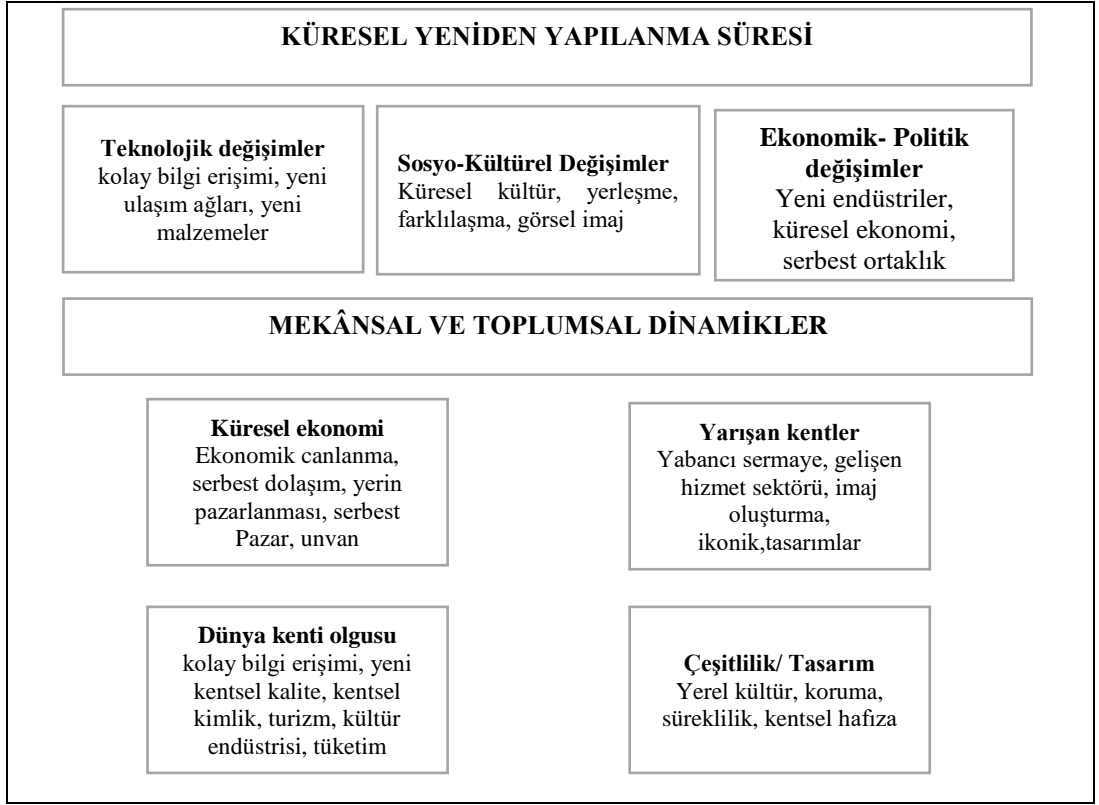 KÜRESEL YENİDEN YAPILANMA SÜRESİ
Teknolojik değişimler
kolay bilgi erişimi, yeni
ulaşım ağları, yeni
malzemeler
Sosyo-Kültürel Değişimler
Küresel kültür, yerleşme,
farklılaşma, görsel imaj
Ekonomik- Politik
değişimler
Yeni endüstriler,
küresel ekonomi,
serbest ortaklık
MEKÂNSAL VE TOPLUMSAL DİNAMİKLER
Küresel ekonomi
Ekonomik canlanma,
serbest dolaşım, yerin
pazarlanması, serbest
Pazar, unvan
Yarışan kentler
Yabancı sermaye, gelişen
hizmet sektörü, imaj
oluşturma,
ikonik,tasarımlar
Dünya kenti olgusu
kolay bilgi erişimi, yeni
kentsel kalite, kentsel
kimlik, turizm, kültür
endüstrisi, tüketim
Çeşitlilik/ Tasarım
Yerel kültür, koruma,
süreklilik, kentsel hafıza